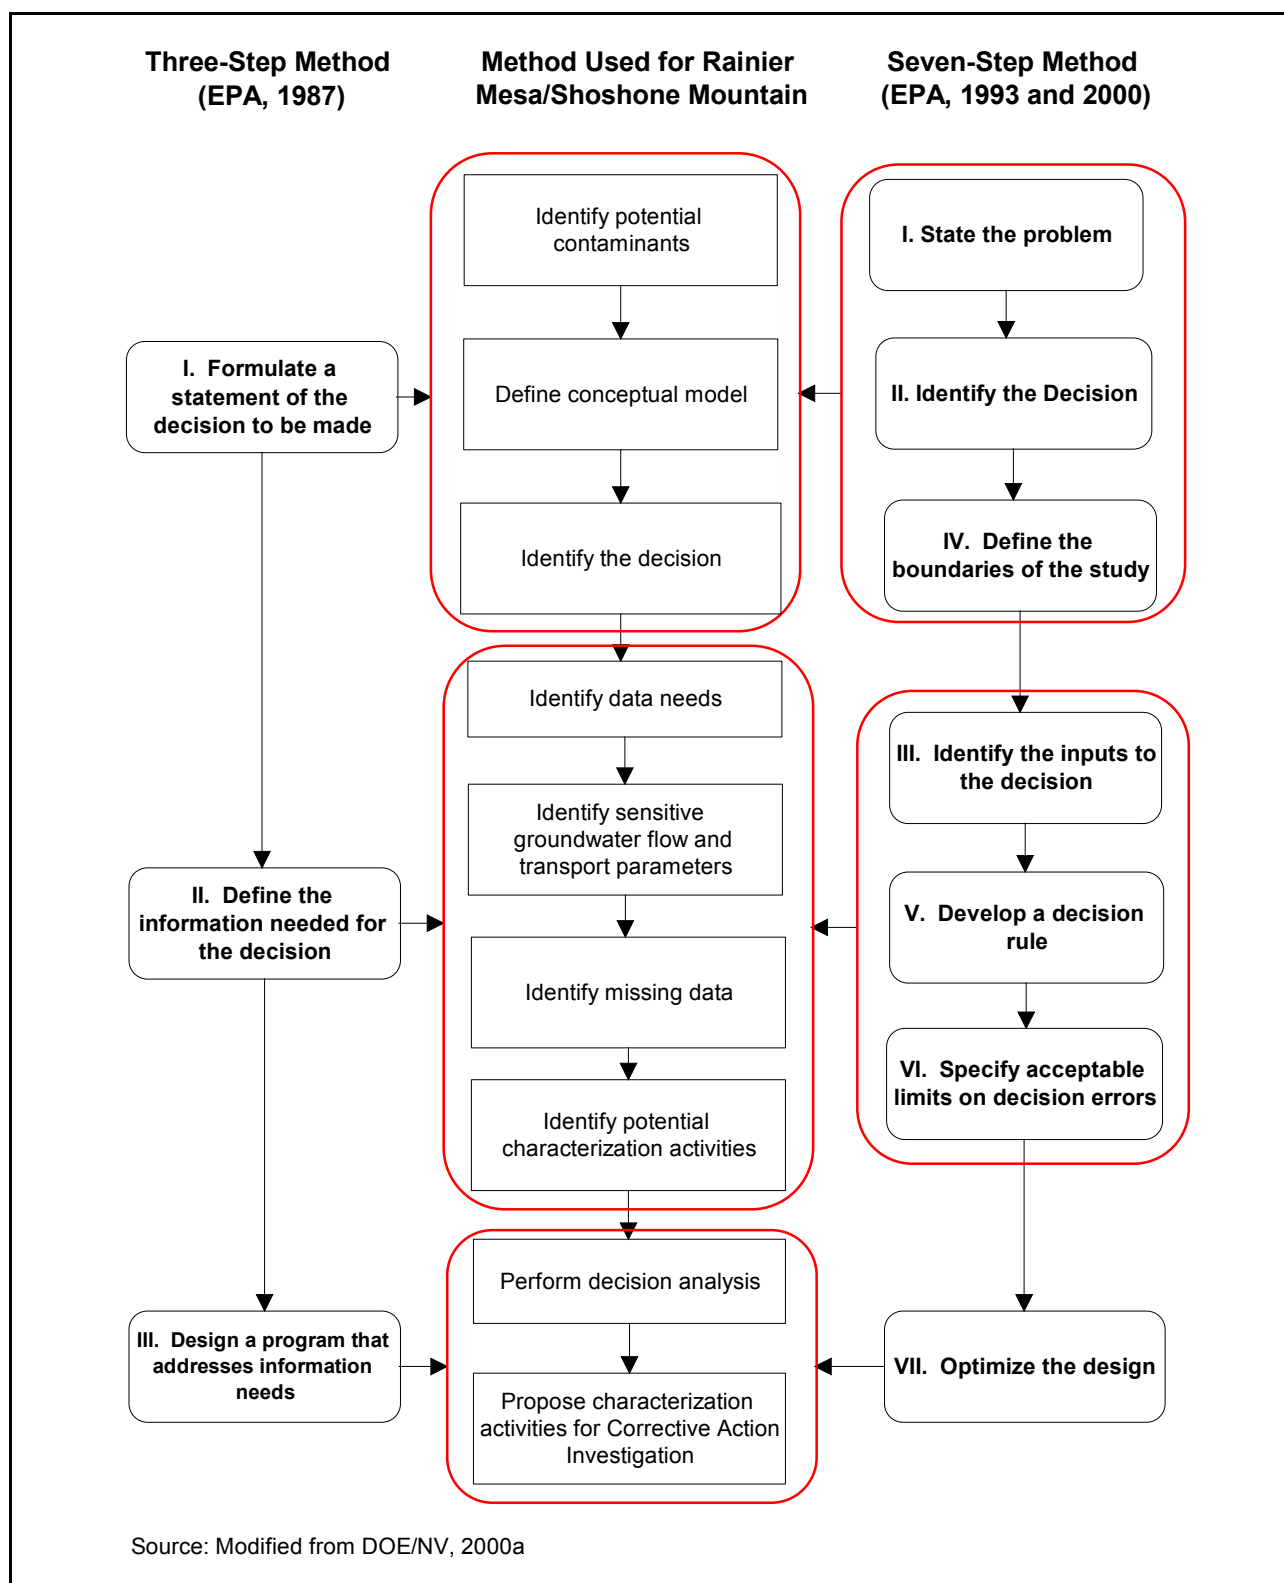 Three-Step Method
(EPA, 1987)
Method Used for Rainier
Mesa/Shoshone Mountain
Seven-Step Method
(EPA, 1993 and 2000)
I.  Formulate a
statement of the
decision to be made
II.  Define the
information needed for
the decision
III.  Design a program that
addresses information
needs
Identify potential
contaminants
Define conceptual model
Identify the decision
Identify data needs
Identify sensitive
groundwater flow and
transport parameters
Identify missing data
Identify potential
characterization activities
Perform decision analysis
Propose characterization
activities for Corrective Action
Investigation
I. State the problem
II. Identify the Decision
IV.  Define the
boundaries of the study
III.  Identify the inputs to
the decision
V.  Develop a decision
rule
VI.  Specify acceptable
limits on decision errors
VII.  Optimize the design
Source: Modified from DOE/NV, 2000a